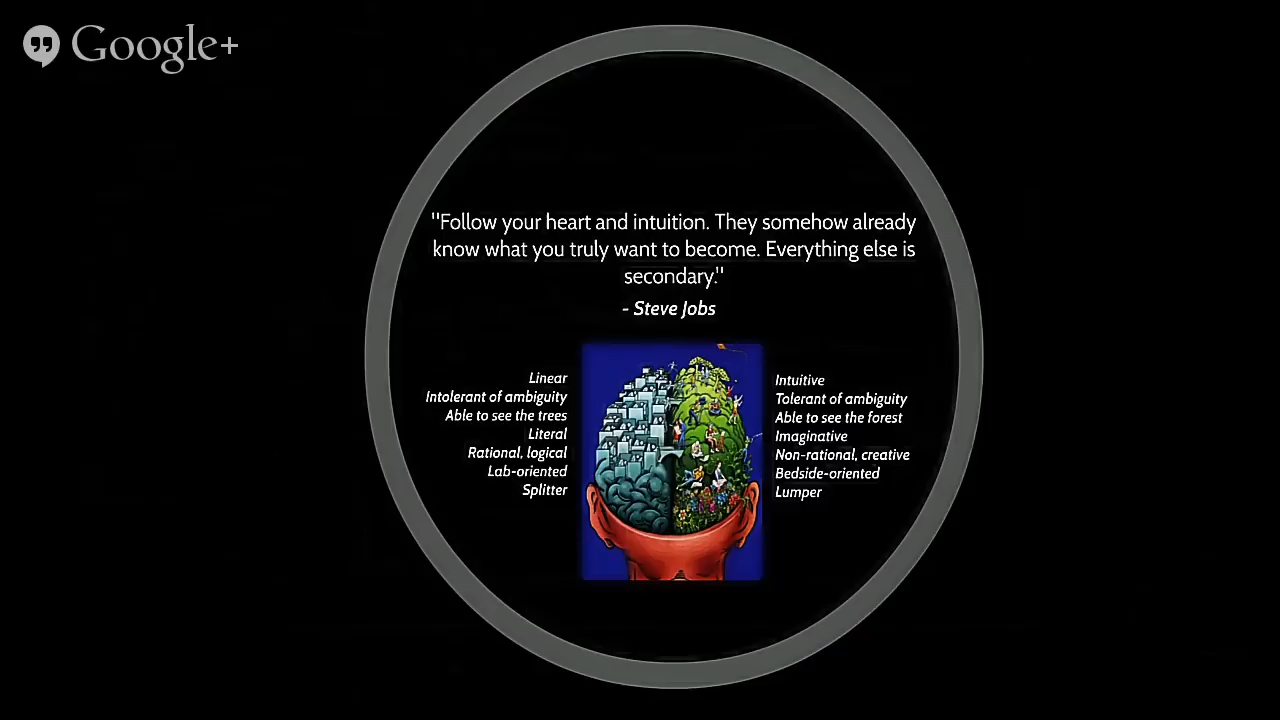 Google+
"Follow your heart and intuition. They somehow already
know what you truly want to become. Everything else is
secondary."
- Steve Jobs
Linear
Intolerant of ambiguity
Able to see the trees
Literal
Rational, logical
Lab-oriented
Splitter
Intuitive
Tolerant of ambiguity
Able to see the forest
Imaginative
Non-rational, creative
Bedside-oriented
Lumper